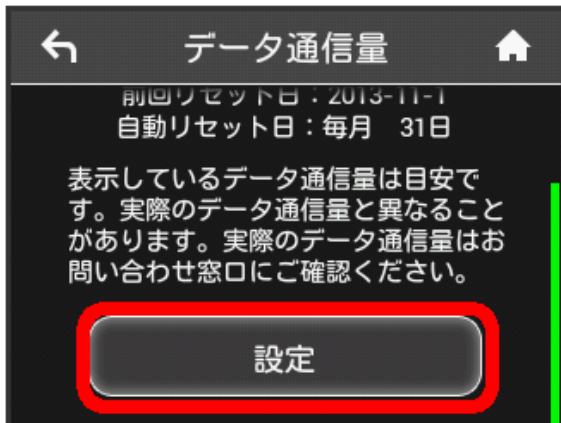 データ通信量
前回リセット日：2013-11-1
自動リセット日：毎月 31日
表示しているデータ通信量は目安で
す。実際のデータ通信量と異なること
があります。実際のデータ通信量はお
問い合わせ窓口にご確認ください。
設定